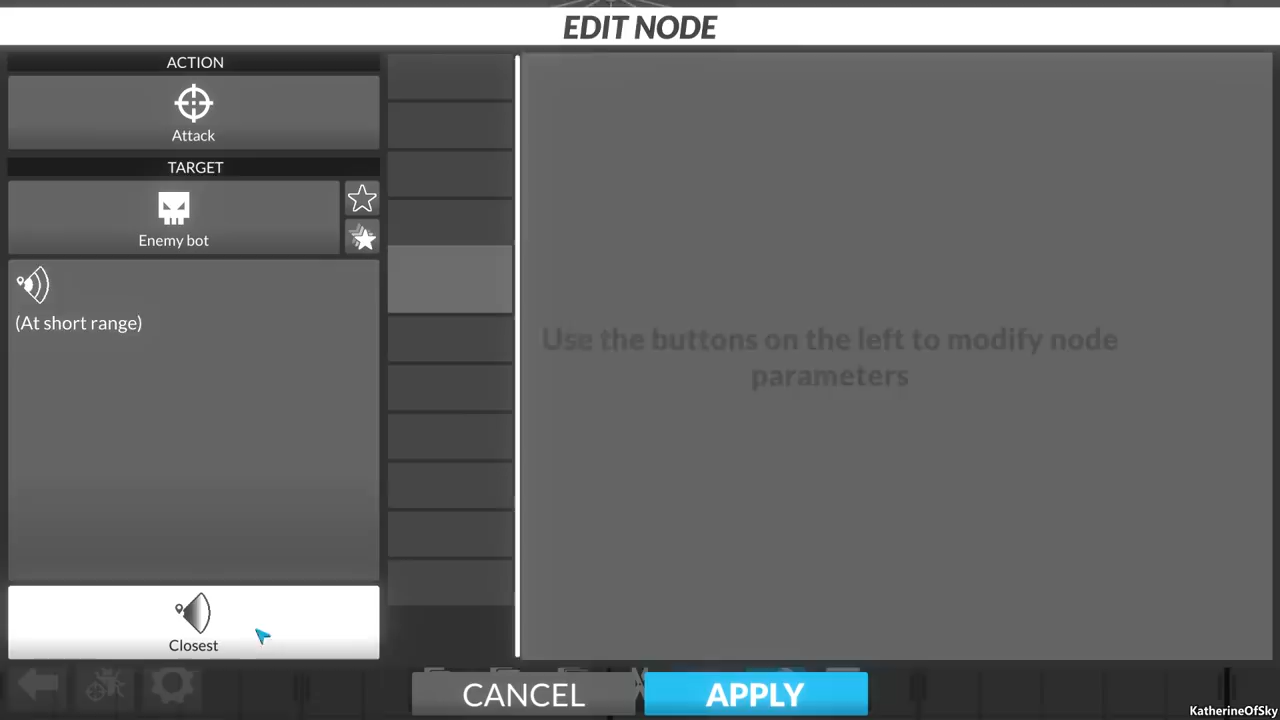 EDIT NODE
ACTION
Attack
TARGET
Enemy bot
(At short range)
Use the buttons on the left to modify node
parameters
Closest
CANCEL
APPLY
KatherineOfSky